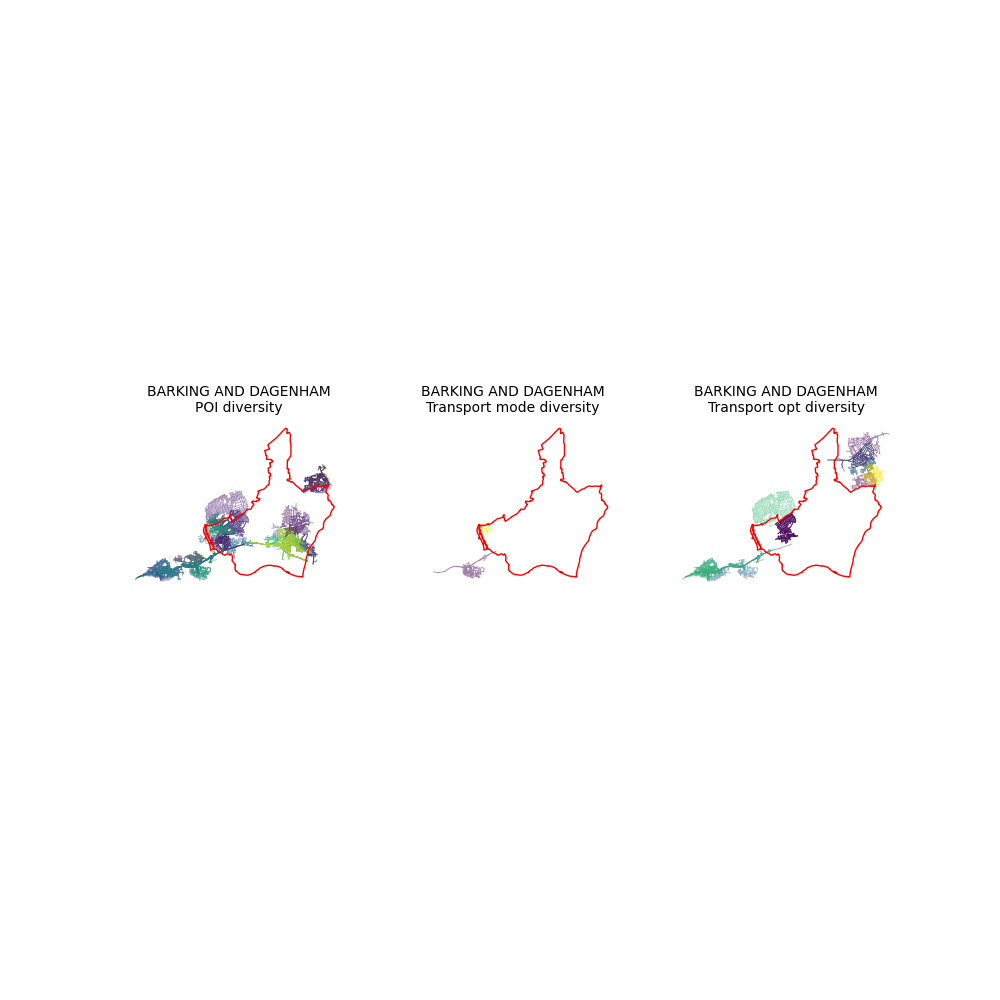 BARKING AND DAGENHAM
POI diversity
BARKING AND DAGENHAM
Transport mode diversity
BARKING AND DAGENHAM
Transport opt diversity